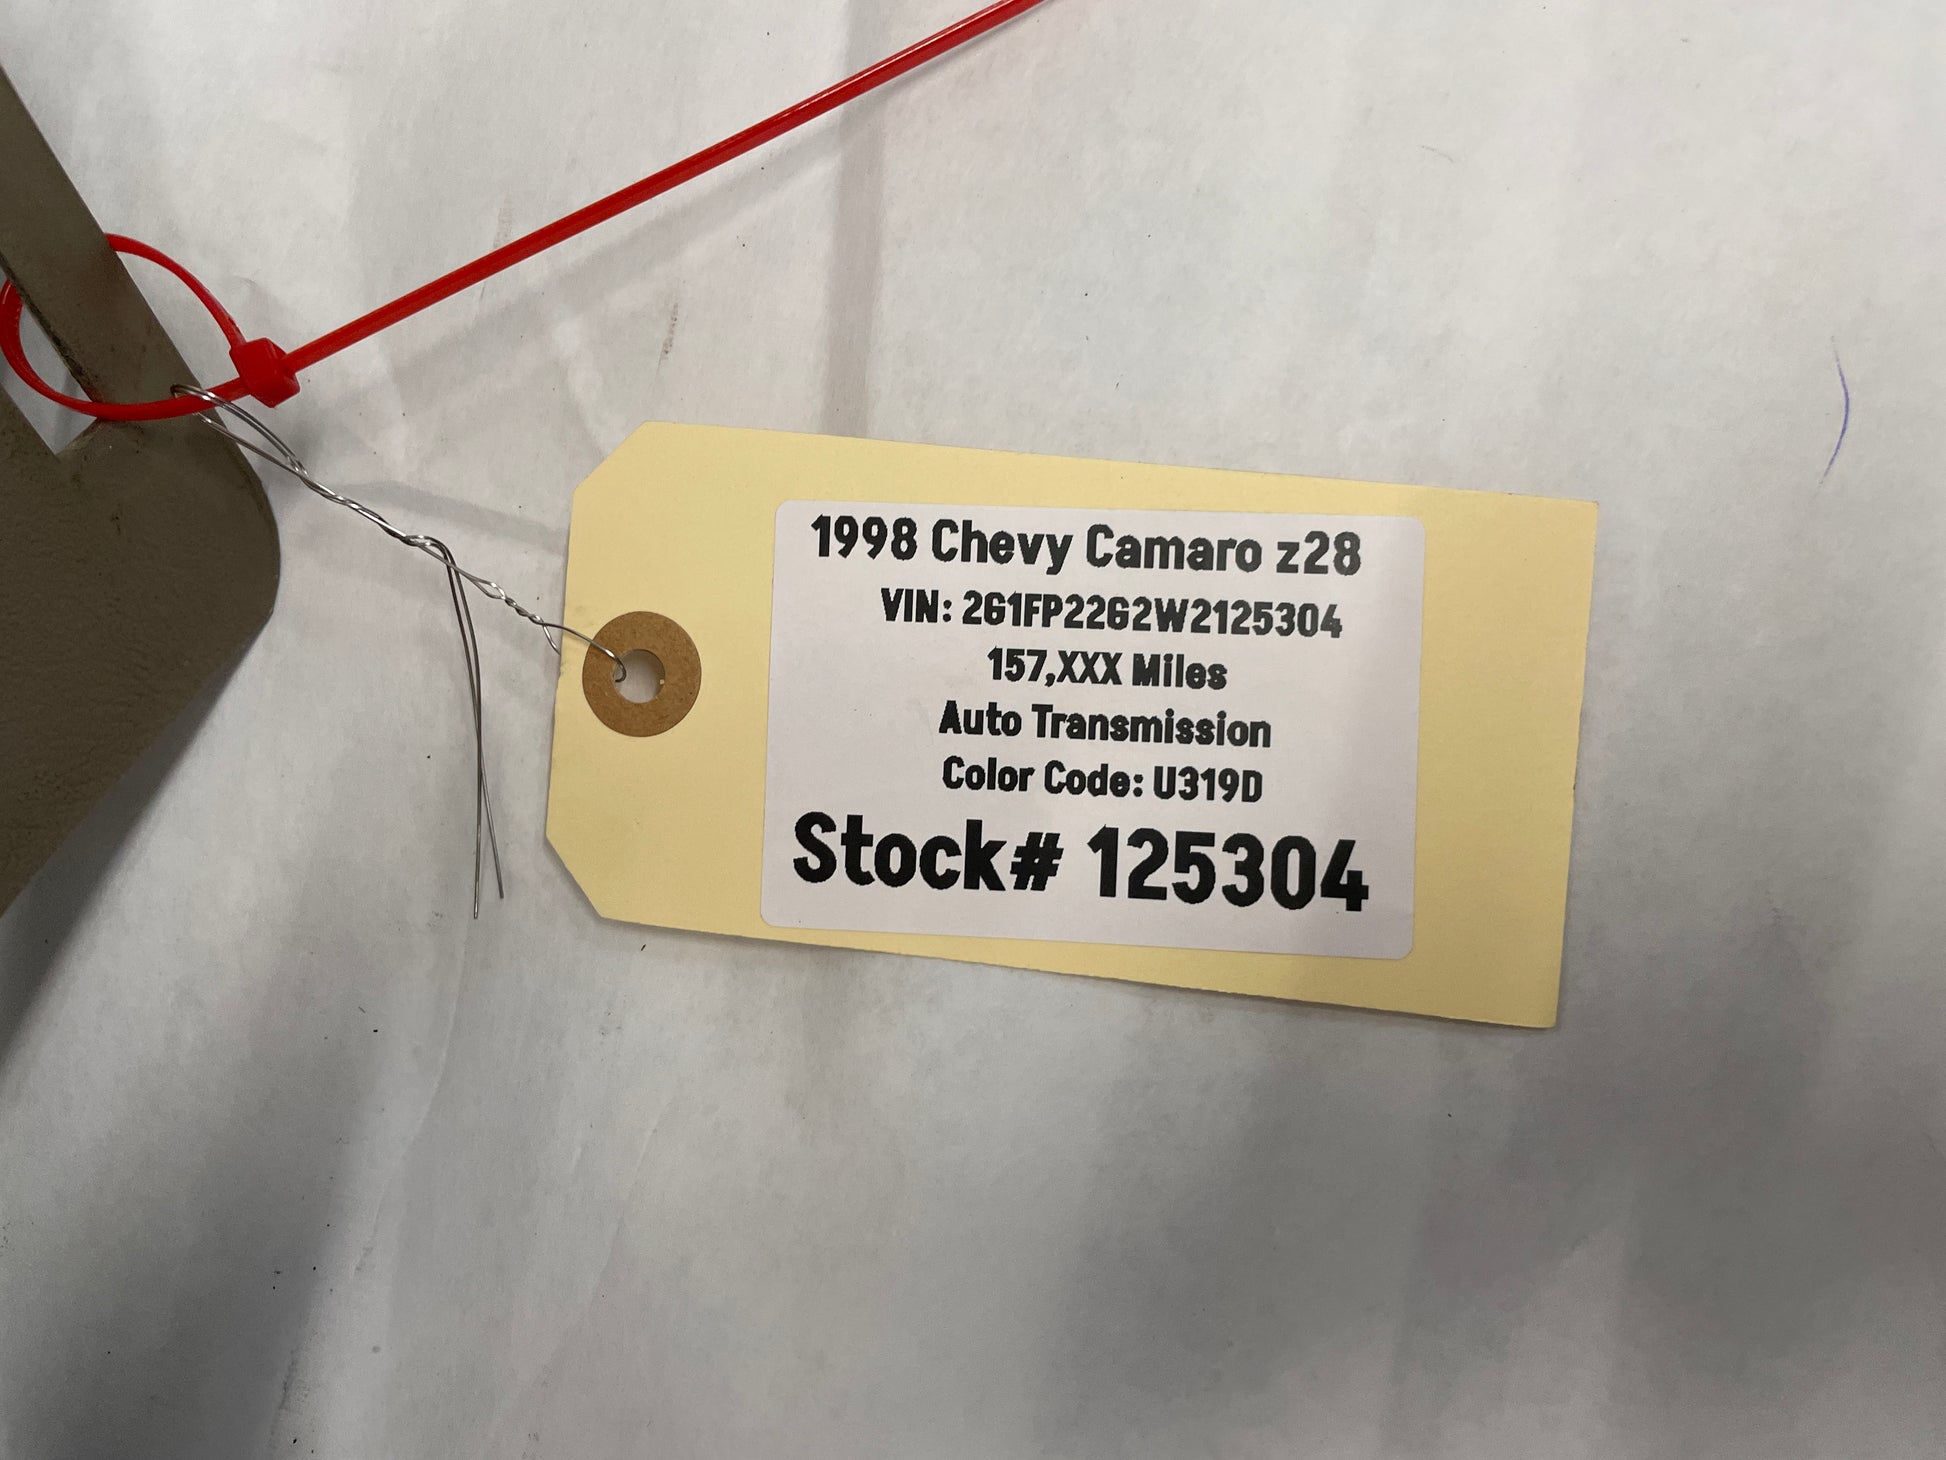 1998 Chevy Camaro z28
VIN: 2G1FP22G2W2125304
157,XXX Miles
Auto Transmission
Color Code: U319D
Stock# 125304